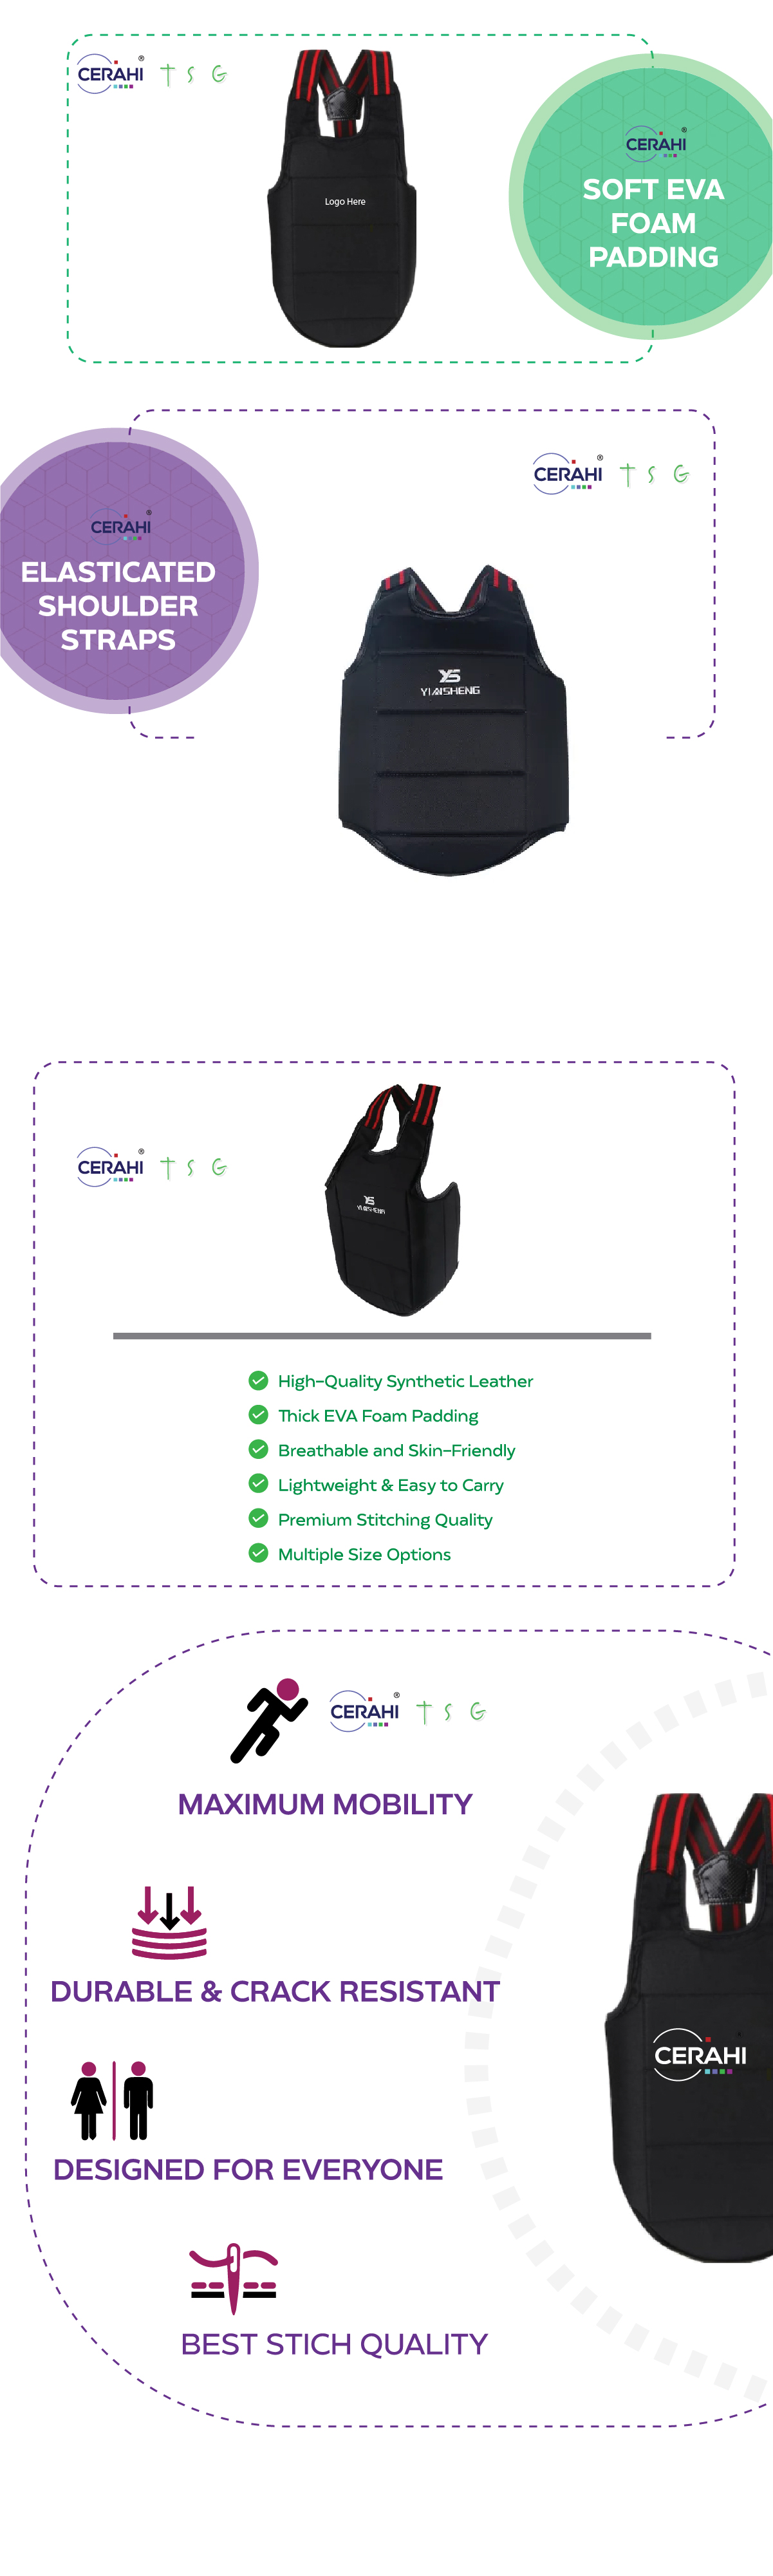 CERAHI ® T S G
Logo Here
CERAHI ®
SOFT EVA
FOAM
PADDING
CERAHI ® T S G
CERAHI ®
ELASTICATED
SHOULDER
STRAPS
YS
YIAISHENG
CERAHI ® T S G
YS
YIAISHENG
High-Quality Synthetic Leather
Thick EVA Foam Padding
Breathable and Skin-Friendly
Lightweight & Easy to Carry
Premium Stitching Quality
Multiple Size Options
CERAHI ® T S G
MAXIMUM MOBILITY
DURABLE & CRACK RESISTANT
CERAHI
DESIGNED FOR EVERYONE
BEST STICH QUALITY